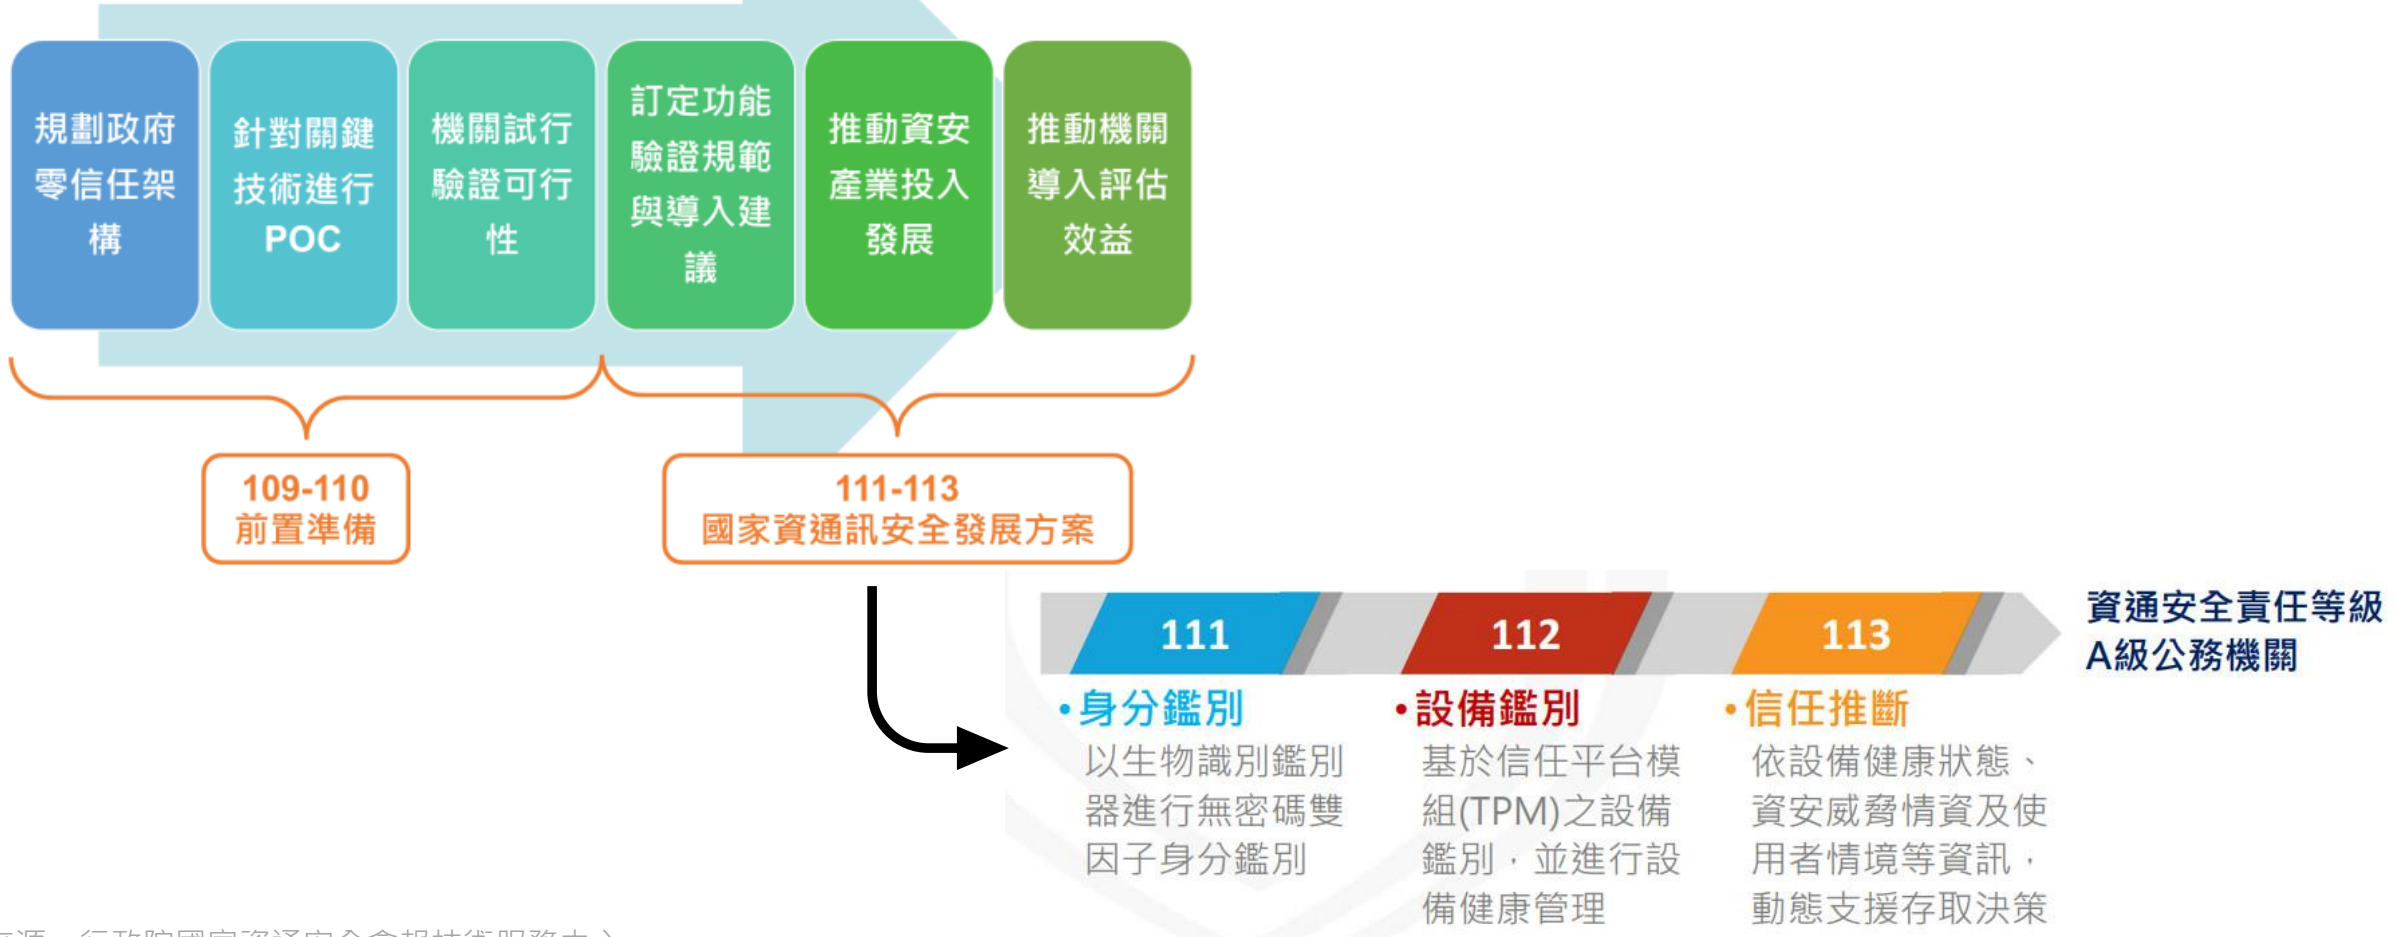 規劃政府
零信任架
構
針對關鍵
技術進行
POC
機關試行
驗證可行
性
訂定功能
驗證規範
與導入建
議
推動資安
產業投入
發展
推動機關
導入評估
效益
109-110
前置準備
111-113
國家資通訊安全發展方案
111
112
113
資通安全責任等級
A級公務機關
•身分鑑別
以生物識別鑑別
器進行無密碼雙
因子身分鑑別
•設備鑑別
基於信任平台模
組(TPM)之設備
鑑別，並進行設
備健康管理
•信任推斷
依設備健康狀態、
資安威脅情資及使
用者情境等資訊，
動態支援存取決策